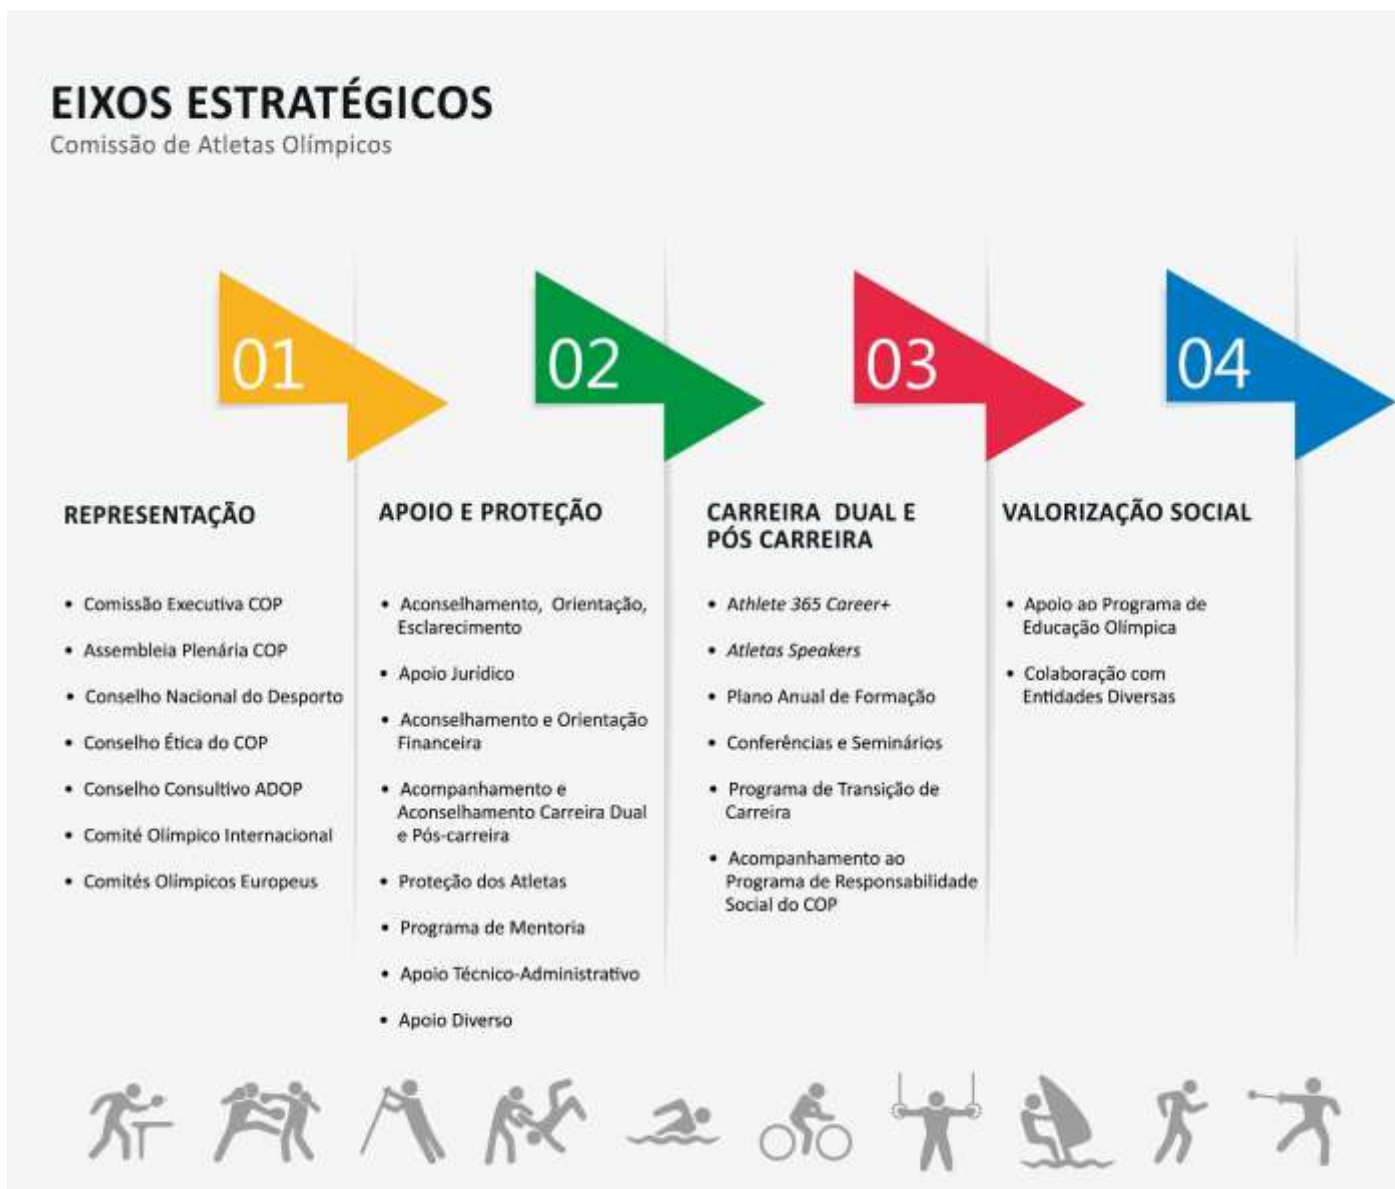 EIXOS ESTRATÉGICOS
Comissão de Atletas Olímpicos
01
REPRESENTAÇÃO
• Comissão Executiva COP
• Assembleia Plenária COP
• Conselho Nacional do Desporto
• Conselho Ética do COP
• Conselho Consultivo ADOP
• Comité Olímpico Internacional
• Comités Olímpicos Europeus
02
APOIO E PROTEÇÃO
• Aconselhamento, Orientação,
Esclarecimento
• Apoio Jurídico
• Aconselhamento e Orientação
Financeira
• Acompanhamento e
Aconselhamento Carreira Dual
e Pós-carreira
• Proteção dos Atletas
• Programa de Mentoria
• Apoio Técnico-Administrativo
• Apoio Diverso
03
CARREIRA DUAL E
PÓS CARREIRA
• Athlete 365 Career+
• Atletas Speakers
• Plano Anual de Formação
• Conferências e Seminários
• Programa de Transição de
Carreira
• Acompanhamento ao
Programa de Responsabilidade
Social do COP
04
VALORIZAÇÃO SOCIAL
• Apoio ao Programa de
Educação Olímpica
• Colaboração com
Entidades Diversas